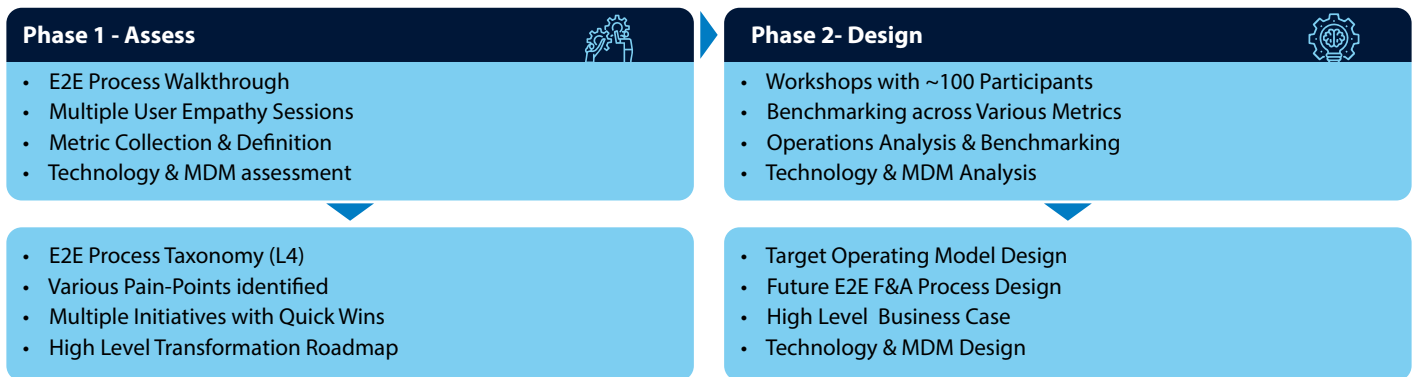 Phase 1 - Assess
• E2E Process Walkthrough
• Multiple User Empathy Sessions
• Metric Collection & Definition
• Technology & MDM assessment
• E2E Process Taxonomy (L4)
• Various Pain-Points identified
• Multiple Initiatives with Quick Wins
• High Level Transformation Roadmap
Phase 2- Design
• Workshops with ~100 Participants
• Benchmarking across Various Metrics
• Operations Analysis & Benchmarking
• Technology & MDM Analysis
• Target Operating Model Design
• Future E2E F&A Process Design
• High Level Business Case
• Technology & MDM Design